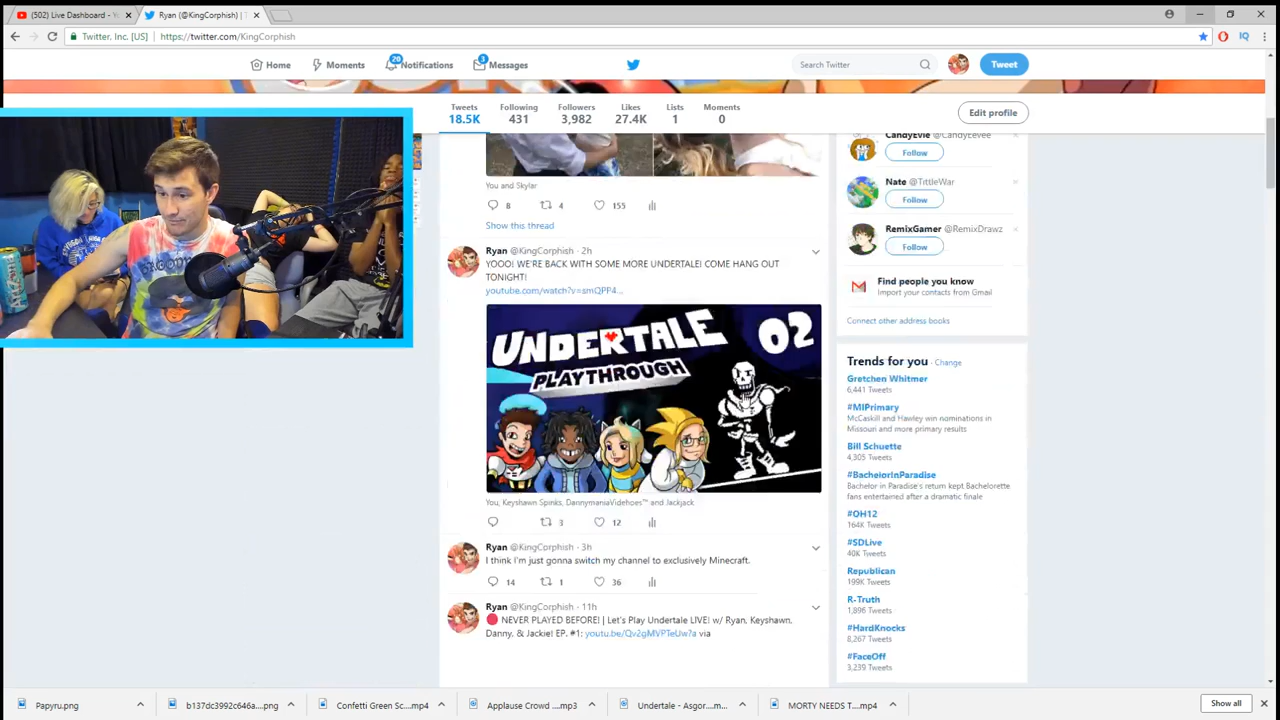 (502) Live Dashboard - Yo
Ryan (@KingCorphish) | T
Twitter, Inc. [US]
https://twitter.com/KingCorphish
Home
Moments
20
Notifications
3
Messages
Search Twitter
Tweet
Tweets
18.5K
Following
431
Followers
3,982
Likes
27.4K
Lists
1
Moments
0
Edit profile
You and Skylar
8
4
155
Show this thread
Ryan @KingCorphish · 2h
YOOO! WE'RE BACK WITH SOME MORE UNDERTALE! COME HANG OUT
TONIGHT!
youtube.com/watch?v=smQPP4...
UNDERTALE
PLAYTHROUGH
02
You, Keyshawn Spinks, DannymaniaVidehoes™ and Jackjack
3
12
Ryan @KingCorphish · 3h
I think I'm just gonna switch my channel to exclusively Minecraft.
14
1
36
Ryan @KingCorphish · 11h
NEVER PLAYED BEFORE! | Let's Play Undertale LIVE! w/ Ryan, Keyshawn,
Danny, & Jackie! EP. #1: youtu.be/Qv2gMVPTeUw?a via
CandyEvie @CandyEevee
Follow
Nate @TittleWar
Follow
RemixGamer @RemixDrawz
Follow
Find people you know
Import your contacts from Gmail
Connect other address books
Trends for you · Change
Gretchen Whitmer
6,441 Tweets
#MIPrimary
McCaskill and Hawley win nominations in
Missouri and more primary results
Bill Schuette
4,305 Tweets
#BachelorInParadise
Bachelor in Paradise's return kept Bachelorette
fans entertained after a dramatic finale
#OH12
164K Tweets
#SDLive
40K Tweets
Republican
199K Tweets
R-Truth
1,896 Tweets
#HardKnocks
8,267 Tweets
#FaceOff
3,239 Tweets
Papyru.png
b137dc3992c646a....png
Confetti Green Sc....mp4
Applause Crowd ....mp3
Undertale - Asgor....m...
MORTY NEEDS T....mp4
Show all